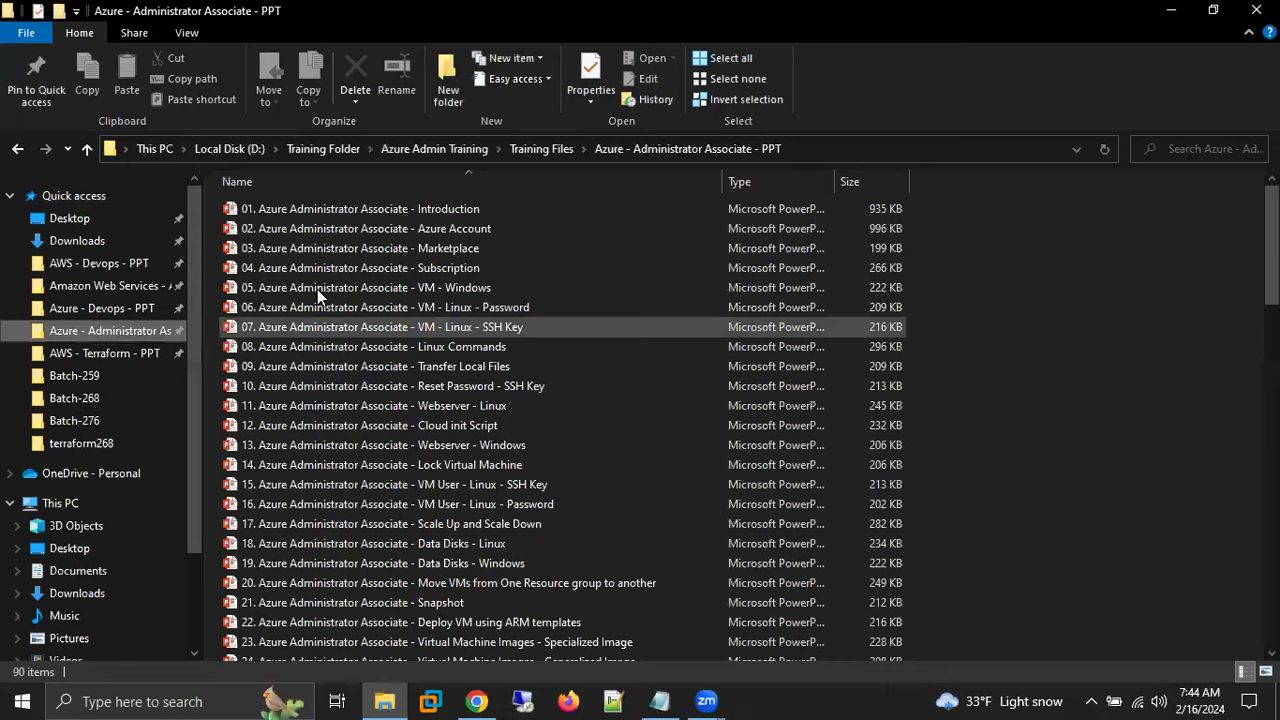 Azure - Administrator Associate - PPT
File
Home
Share
View
Pin to Quick access
Copy
Paste
Cut
Copy path
Paste shortcut
Clipboard
Move to
Copy to
Delete
Rename
Organize
New folder
New item
Easy access
New
Properties
Open
Edit
History
Open
Select all
Select none
Invert selection
Select
This PC > Local Disk (D:) > Training Folder > Azure Admin Training > Training Files > Azure - Administrator Associate - PPT
Search Azure - Ad...
Quick access
Desktop
Downloads
AWS - Devops - PPT
Amazon Web Services -
Azure - Devops - PPT
Azure - Administrator As
AWS - Terraform - PPT
Batch-259
Batch-268
Batch-276
terraform268
OneDrive - Personal
This PC
3D Objects
Desktop
Documents
Downloads
Music
Pictures
Videos
Name Type Size
01. Azure Administrator Associate - Introduction Microsoft PowerP... 935 KB
02. Azure Administrator Associate - Azure Account Microsoft PowerP... 996 KB
03. Azure Administrator Associate - Marketplace Microsoft PowerP... 199 KB
04. Azure Administrator Associate - Subscription Microsoft PowerP... 266 KB
05. Azure Administrator Associate - VM - Windows Microsoft PowerP... 222 KB
06. Azure Administrator Associate - VM - Linux - Password Microsoft PowerP... 209 KB
07. Azure Administrator Associate - VM - Linux - SSH Key Microsoft PowerP... 216 KB
08. Azure Administrator Associate - Linux Commands Microsoft PowerP... 296 KB
09. Azure Administrator Associate - Transfer Local Files Microsoft PowerP... 209 KB
10. Azure Administrator Associate - Reset Password - SSH Key Microsoft PowerP... 213 KB
11. Azure Administrator Associate - Webserver - Linux Microsoft PowerP... 245 KB
12. Azure Administrator Associate - Cloud init Script Microsoft PowerP... 232 KB
13. Azure Administrator Associate - Webserver - Windows Microsoft PowerP... 206 KB
14. Azure Administrator Associate - Lock Virtual Machine Microsoft PowerP... 206 KB
15. Azure Administrator Associate - VM User - Linux - SSH Key Microsoft PowerP... 213 KB
16. Azure Administrator Associate - VM User - Linux - Password Microsoft PowerP... 202 KB
17. Azure Administrator Associate - Scale Up and Scale Down Microsoft PowerP... 282 KB
18. Azure Administrator Associate - Data Disks - Linux Microsoft PowerP... 234 KB
19. Azure Administrator Associate - Data Disks - Windows Microsoft PowerP... 222 KB
20. Azure Administrator Associate - Move VMs from One Resource group to another Microsoft PowerP... 249 KB
21. Azure Administrator Associate - Snapshot Microsoft PowerP... 212 KB
22. Azure Administrator Associate - Deploy VM using ARM templates Microsoft PowerP... 216 KB
23. Azure Administrator Associate - Virtual Machine Images - Specialized Image Microsoft PowerP... 228 KB
24. Azure Administrator Associate - Virtual Machine Images - Generalized Image Microsoft PowerP...
90 items
Type here to search
33°F Light snow
7:44 AM
2/16/2024